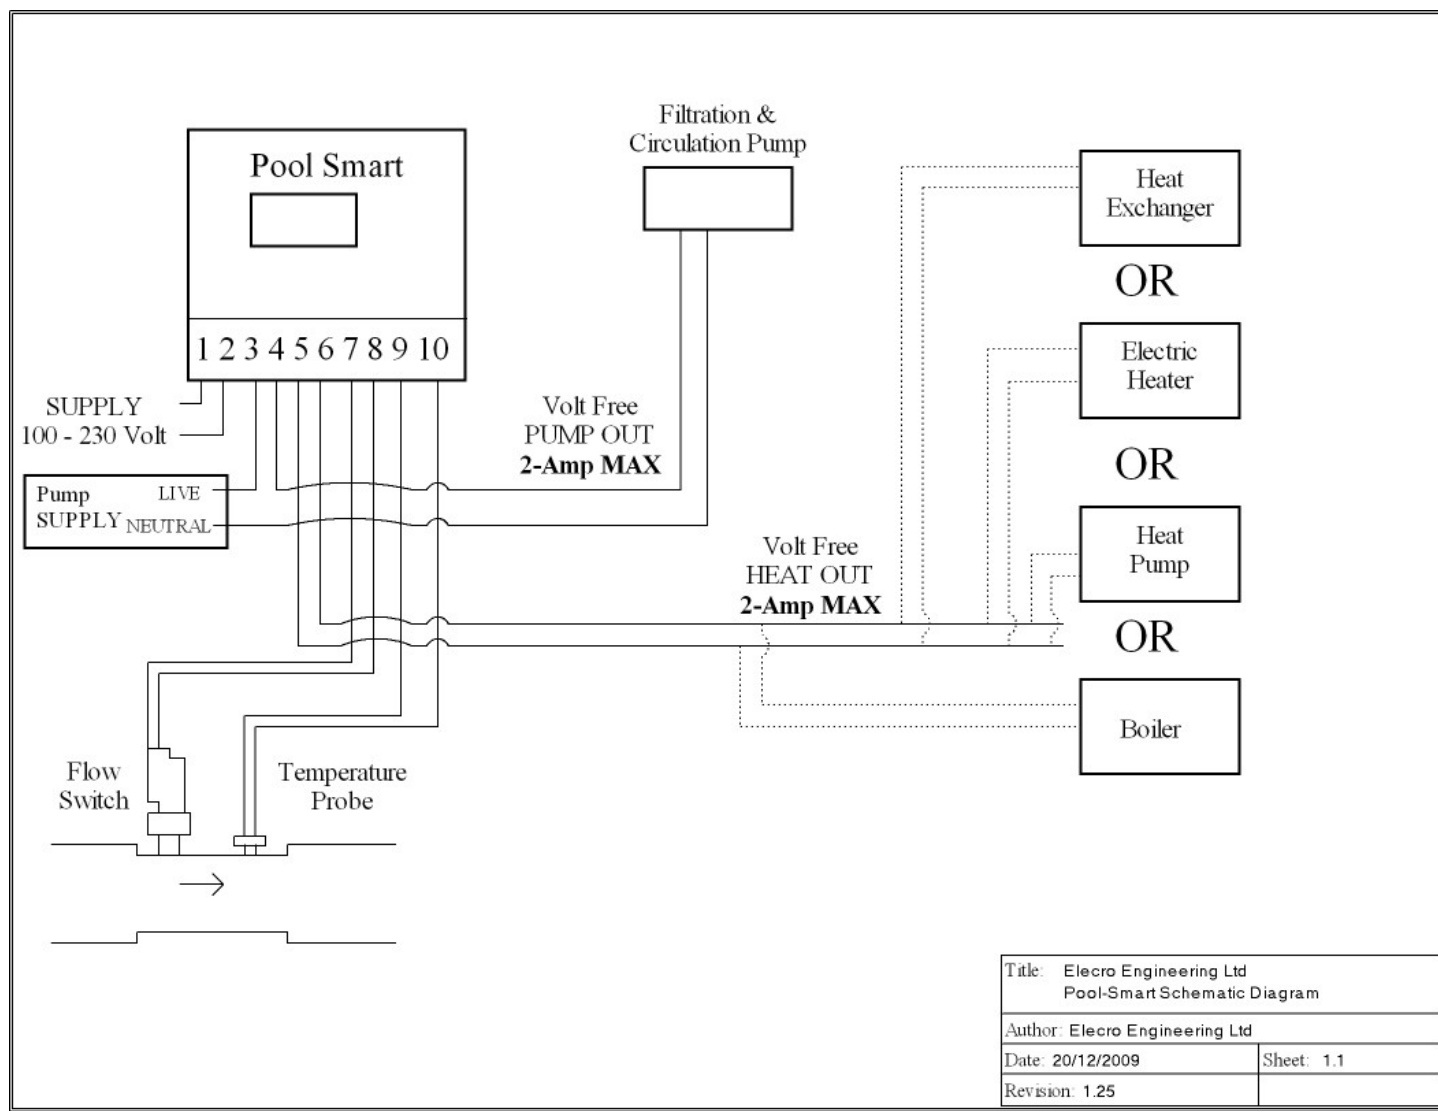 Filtration &
Circulation Pump
Pool Smart
Heat
Exchanger
OR
1 2 3 4 5 6 7 8 9 10
Electric
Heater
SUPPLY
100 - 230 Volt
Volt Free
PUMP OUT
2-Amp MAX
OR
Pump
SUPPLY
LIVE
NEUTRAL
Heat
Pump
Volt Free
HEAT OUT
2-Amp MAX
OR
Boiler
Flow
Switch
Temperature
Probe
Title: Elecro Engineering Ltd
Pool-Smart Schematic Diagram
Author: Elecro Engineering Ltd
Date: 20/12/2009 Sheet: 1.1
Revision: 1.25